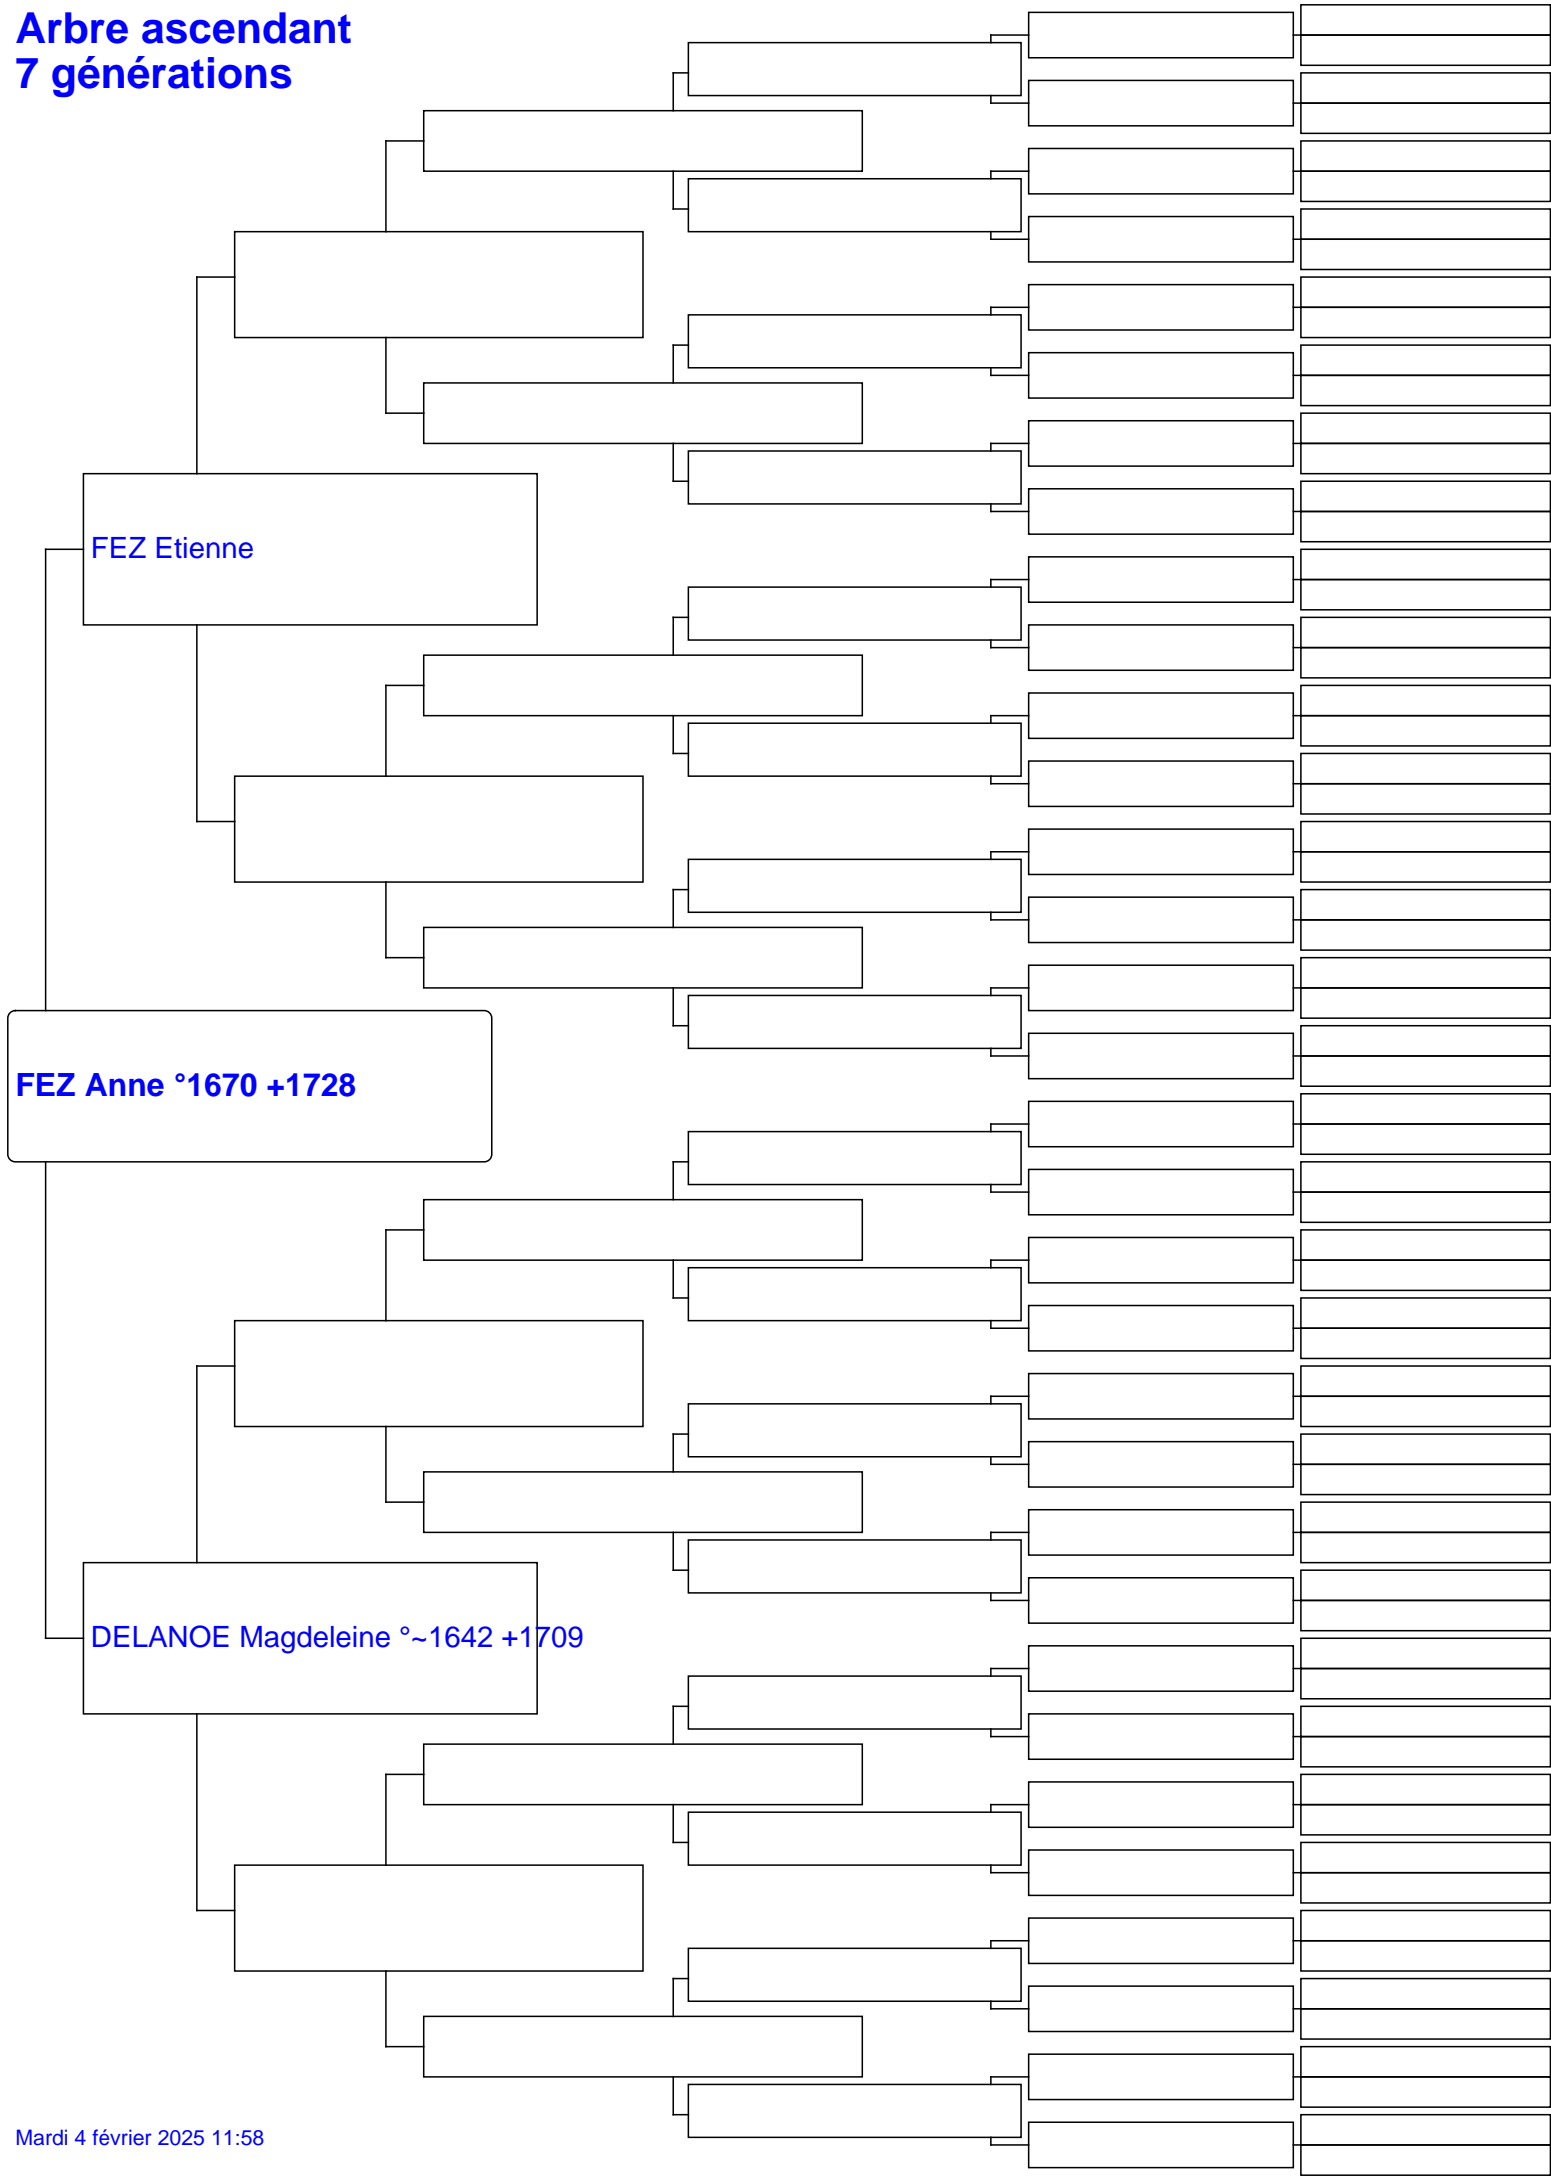 Arbre ascendant
7 générations
FEZ Etienne
FEZ Anne °1670 +1728
DELANOE Magdeleine °~1642 +1709
Mardi 4 février 2025 11:58